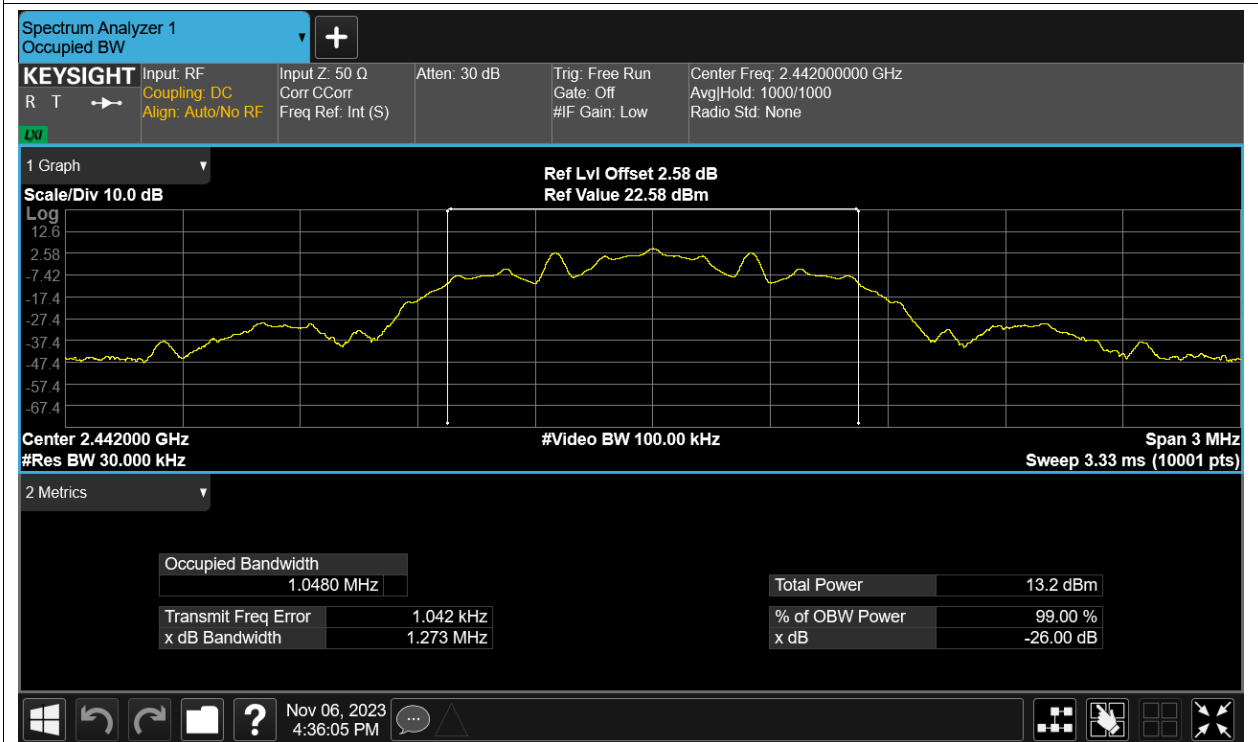 Spectrum Analyzer 1
Occupied BW
KEYSIGHT
R T
LXI
Input: RF
Coupling: DC
Align: Auto/No RF
Input Z: 50 Ω
Corr CCorr
Freq Ref: Int (S)
Atten: 30 dB
Trig: Free Run
Gate: Off
#IF Gain: Low
Center Freq: 2.442000000 GHz
Avg|Hold: 1000/1000
Radio Std: None
1 Graph
Scale/Div 10.0 dB
Ref Lvl Offset 2.58 dB
Ref Value 22.58 dBm
Log
12.6
2.58
-7.42
-17.4
-27.4
-37.4
-47.4
-57.4
-67.4
Center 2.442000 GHz
#Res BW 30.000 kHz
#Video BW 100.00 kHz
Span 3 MHz
Sweep 3.33 ms (10001 pts)
2 Metrics
Occupied Bandwidth
1.0480 MHz
Transmit Freq Error 1.042 kHz
x dB Bandwidth 1.273 MHz
Total Power 13.2 dBm
% of OBW Power 99.00 %
x dB -26.00 dB
?
Nov 06, 2023
4:36:05 PM